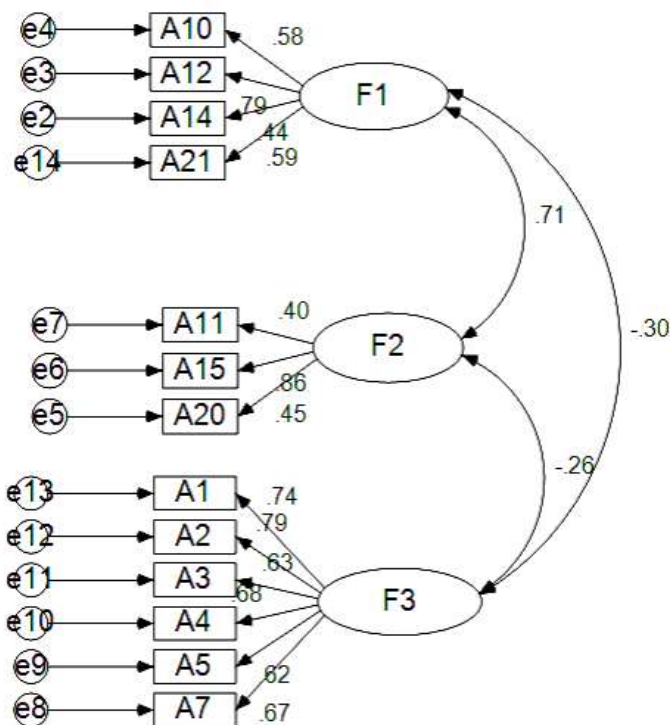 e4 A10 .58
e3 A12 F1
e2 A14 .79
.44
e14 A21 .59
.71
-.30
e7 A11 .40
e6 A15 F2
.86
e5 A20 .45
-.26
e13 A1 .74
.79
e12 A2
.63
e11 A3
.68
e10 A4 F3
e9 A5 .62
e8 A7 .67